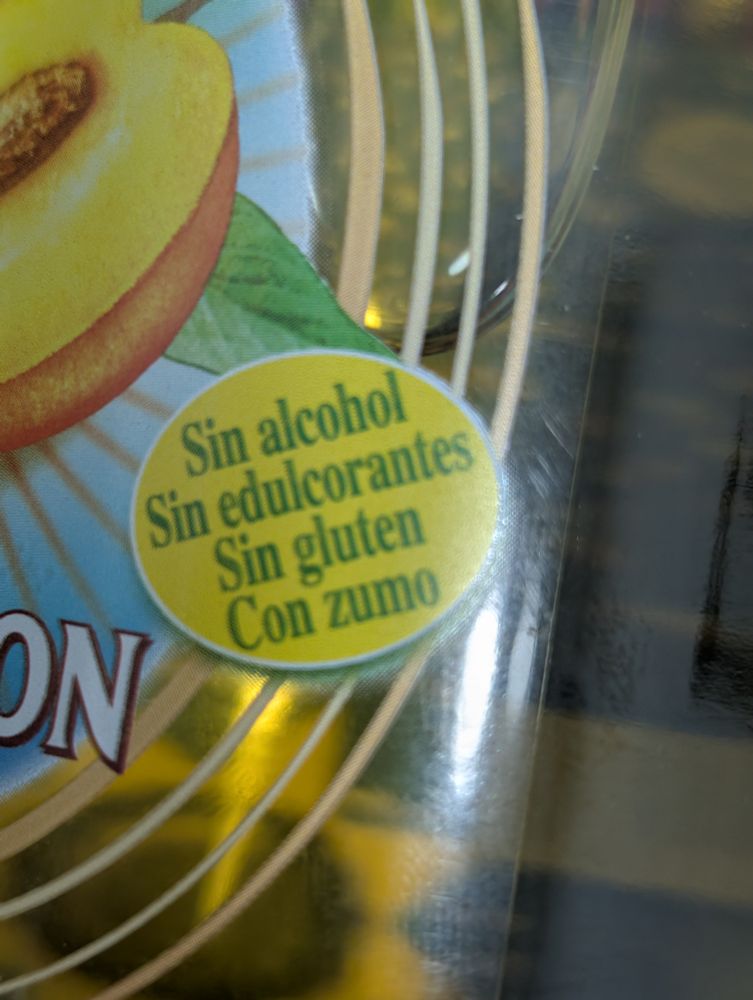 Sin alcohol
Sin edulcorantes
Sin gluten
Con zumo
ON